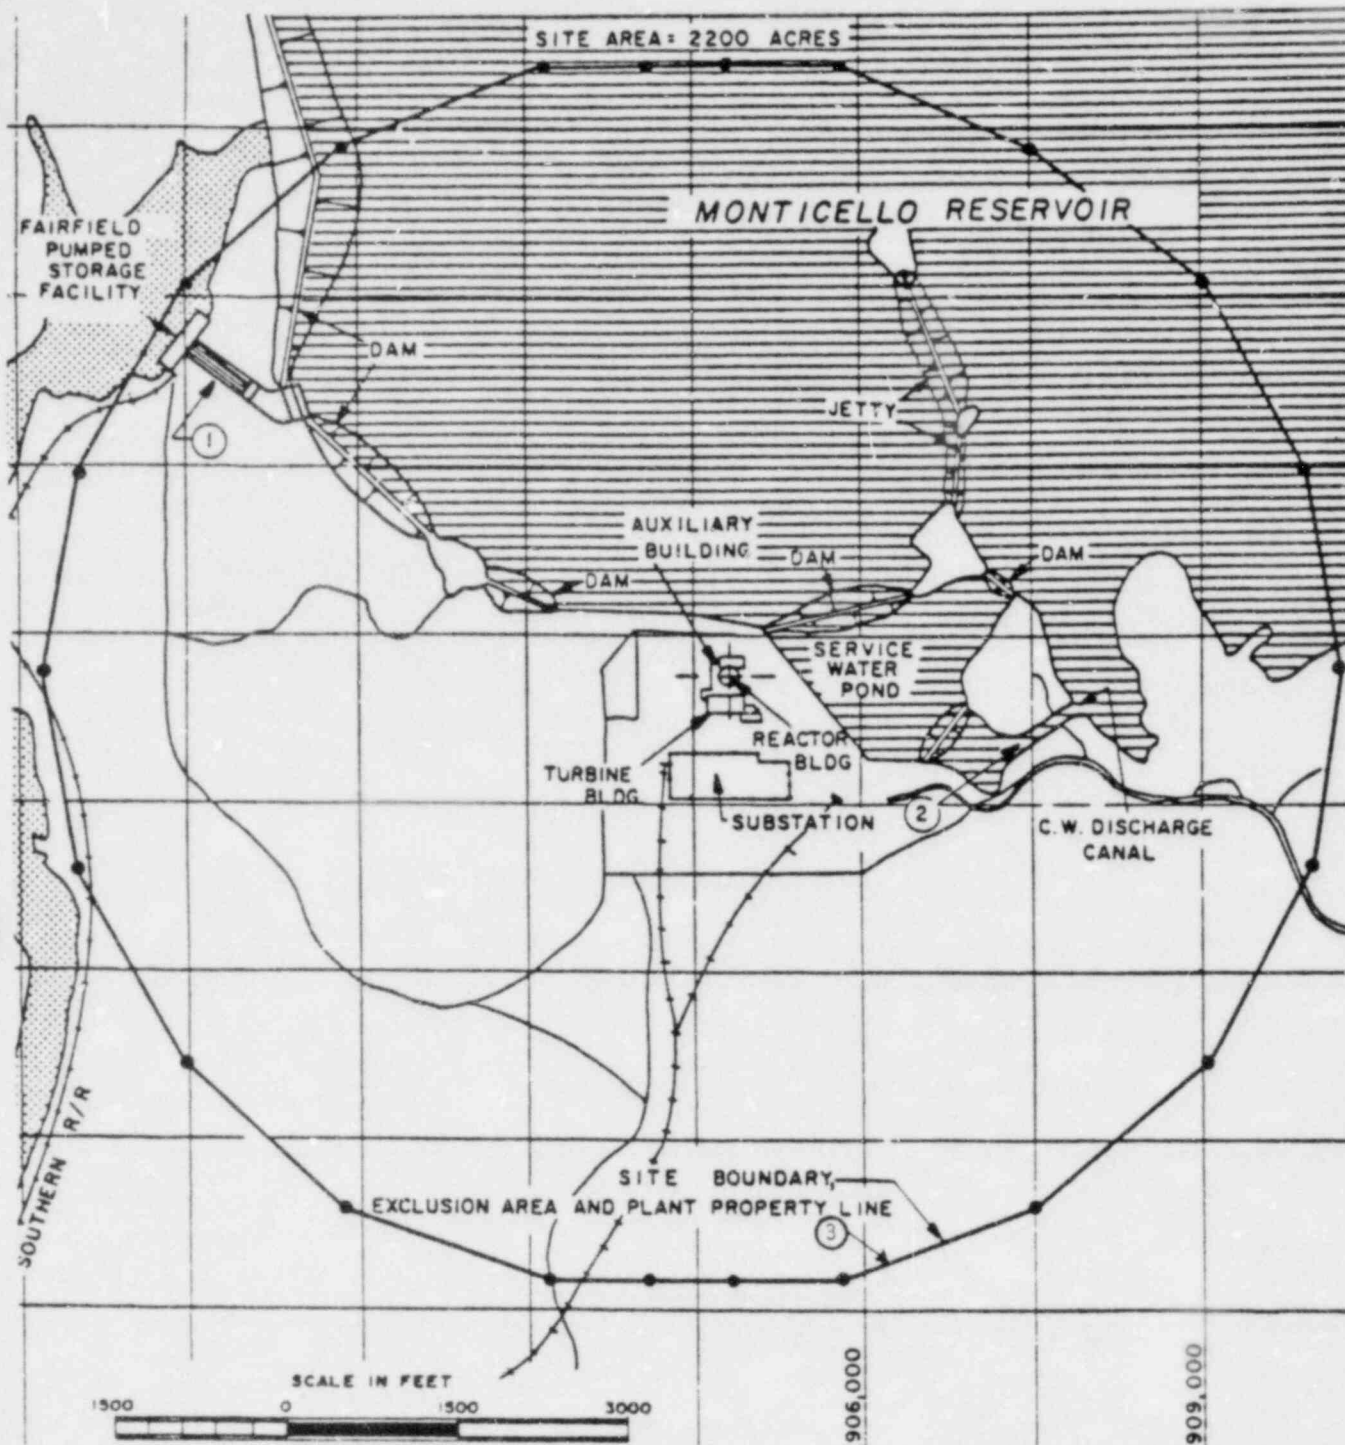 SITE AREA = 2200 ACRES
MONTICELLO RESERVOIR
FAIRFIELD
PUMPED
STORAGE
FACILITY
DAM
JETTY
1
AUXILIARY
BUILDING
DAM
DAM
DAM
SERVICE
WATER
POND
REACTOR
BLDG
TURBINE
BLDG
SUBSTATION
2
C.W. DISCHARGE
CANAL
SOUTHERN R/R
SITE BOUNDARY,
EXCLUSION AREA AND PLANT PROPERTY LINE
3
SCALE IN FEET
1500 0 1500 3000
906,000
909,000